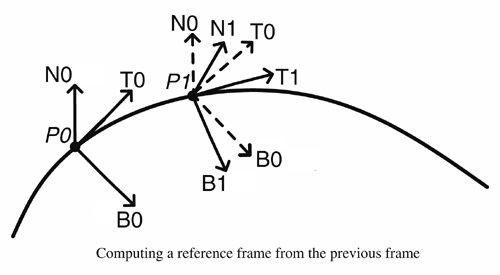 N0 N1 T0
N0 T0 P1 T1
P0
B0
B1
B0
Computing a reference frame from the previous frame